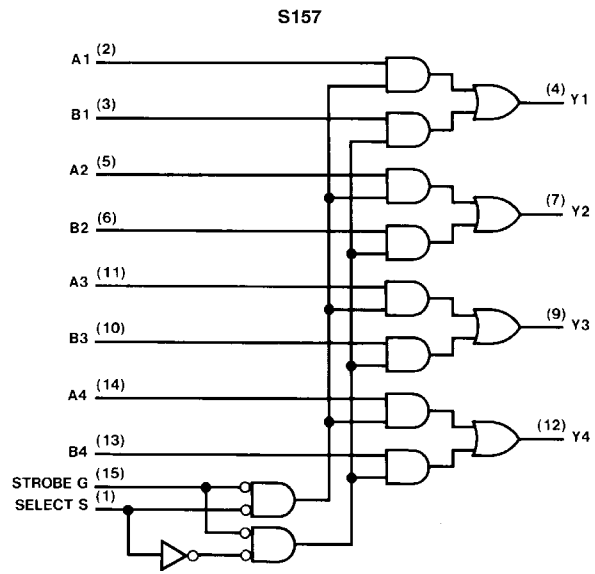 S157
A1 (2)
(4) Y1
B1 (3)
A2 (5)
(7) Y2
B2 (6)
A3 (11)
(9) Y3
B3 (10)
A4 (14)
(12) Y4
B4 (13)
STROBE G (15)
SELECT S (1)